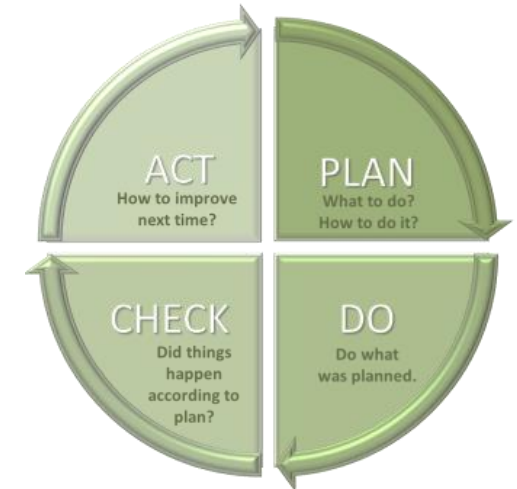 ACT
How to improve
next time?
PLAN
What to do?
How to do it?
CHECK
Did things
happen
according to
plan?
DO
Do what
was planned.